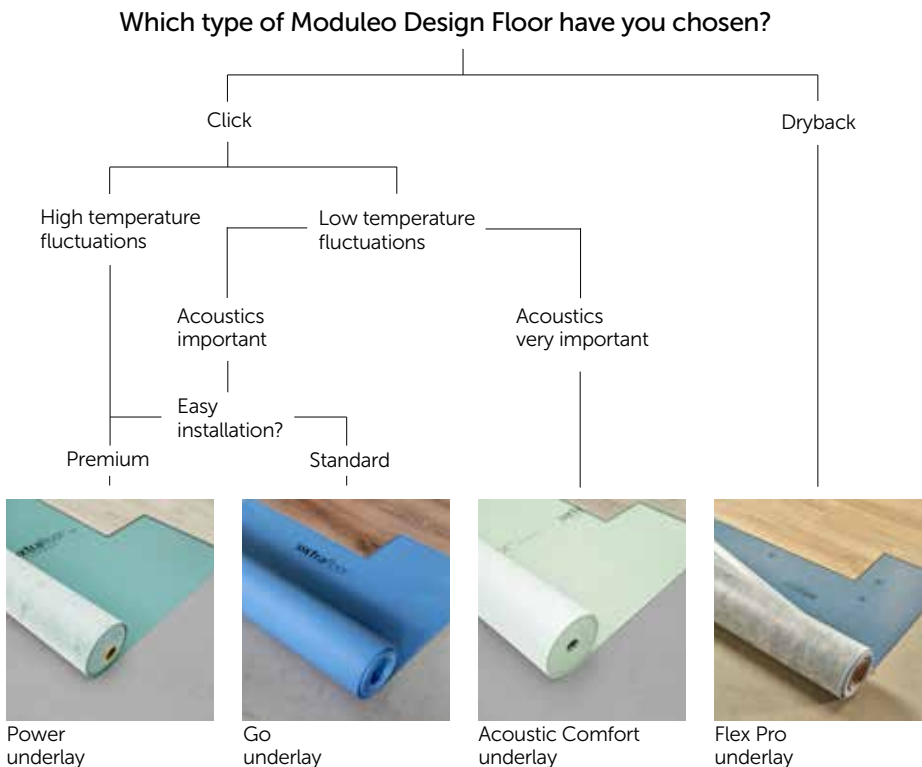 Which type of Moduleo Design Floor have you chosen?
Click
Dryback
High temperature
fluctuations
Low temperature
fluctuations
Acoustics
important
Acoustics
very important
Easy
installation?
Premium
Standard
Power
underlay
Go
underlay
Acoustic Comfort
underlay
Flex Pro
underlay